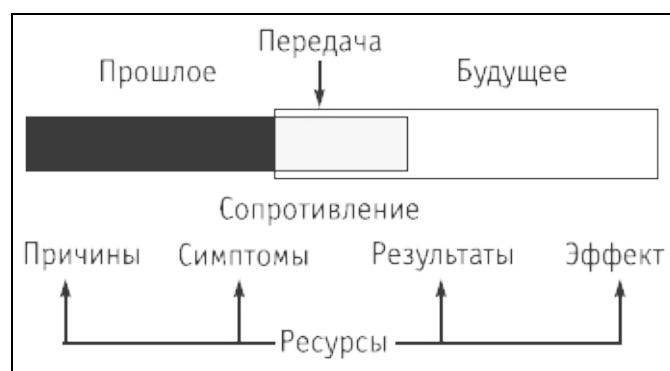 Передача
Прошлое Будущее
Сопротивление
Причины Симптомы Результаты Эффект
Ресурсы